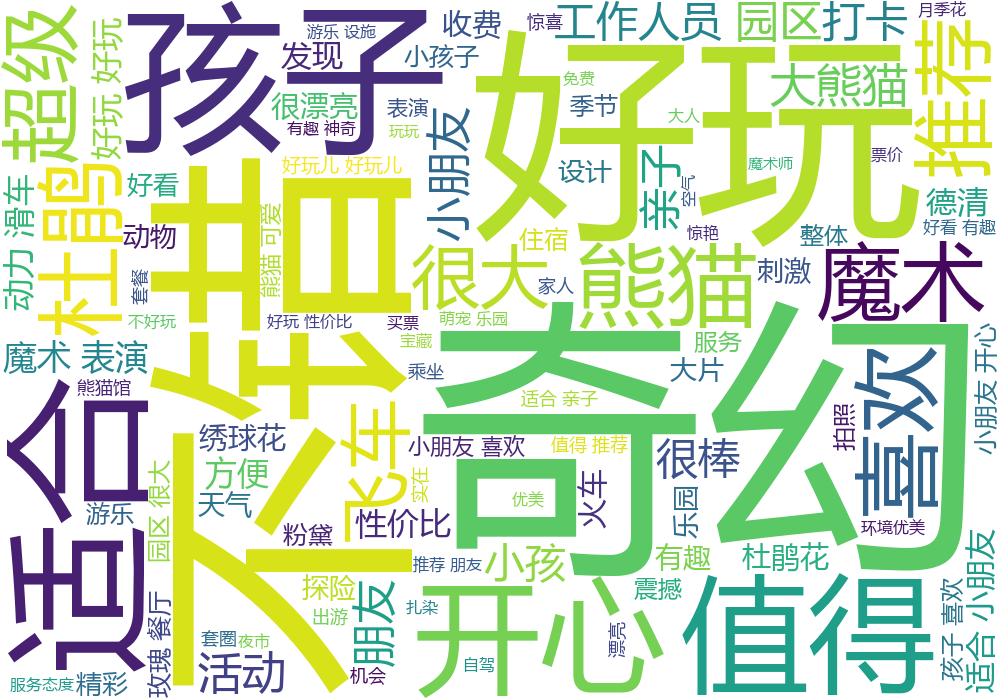 超级
好玩 好玩
孩子
游乐 设施
收费
惊喜
工作人员
园区
打卡
月季花
发现
小孩子
好玩
免费
大熊猫
推荐
很漂亮
表演
季节
大人
有趣 神奇
玩玩
小朋友
设计
亲子
魔术师
票价
杜鹃
好看
好玩儿 好玩儿
空气
德清
动力 滑车
动物
不错
熊猫 可爱
住宿
惊艳
整体
好看 有趣
套餐
很大
家人
熊猫
刺激
魔术
不好玩
好玩 性价比
买票
萌宠 乐园
奇幻
魔术 表演
宝藏
服务
小朋友 开心
熊猫馆
乘坐
大片
喜欢
适合
飞车
适合 亲子
拍照
绣球花
小朋友 喜欢
值得 推荐
很棒
园区 很大
方便
实在
火车
天气
优美
乐园
游乐
粉黛
性价比
环境优美
推荐 朋友
小孩
有趣
杜鹃花
适合 小朋友
探险
朋友
开心
震撼
值得
孩子 喜欢
玫瑰 餐厅
出游
扎染
套圈
夜市
漂亮
服务态度
精彩
活动
机会
自驾